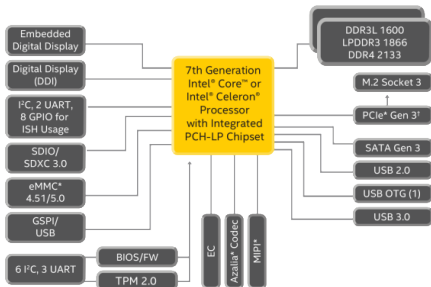 Embedded
Digital Display
Digital Display
(DDI)
I²C, 2 UART,
8 GPIO for
ISH Usage
SDIO/
SDXC 3.0
eMMC*
4.51/5.0
GSPI/
USB
6 I²C, 3 UART
BIOS/FW
TPM 2.0
7th Generation
Intel® Core™ or
Intel® Celeron®
Processor
with Integrated
PCH-LP Chipset
EC
Azalia* Codec
MIPI*
DDR3L 1600
LPDDR3 1866
DDR4 2133
M.2 Socket 3
PCIe* Gen 3†
SATA Gen 3
USB 2.0
USB OTG (1)
USB 3.0